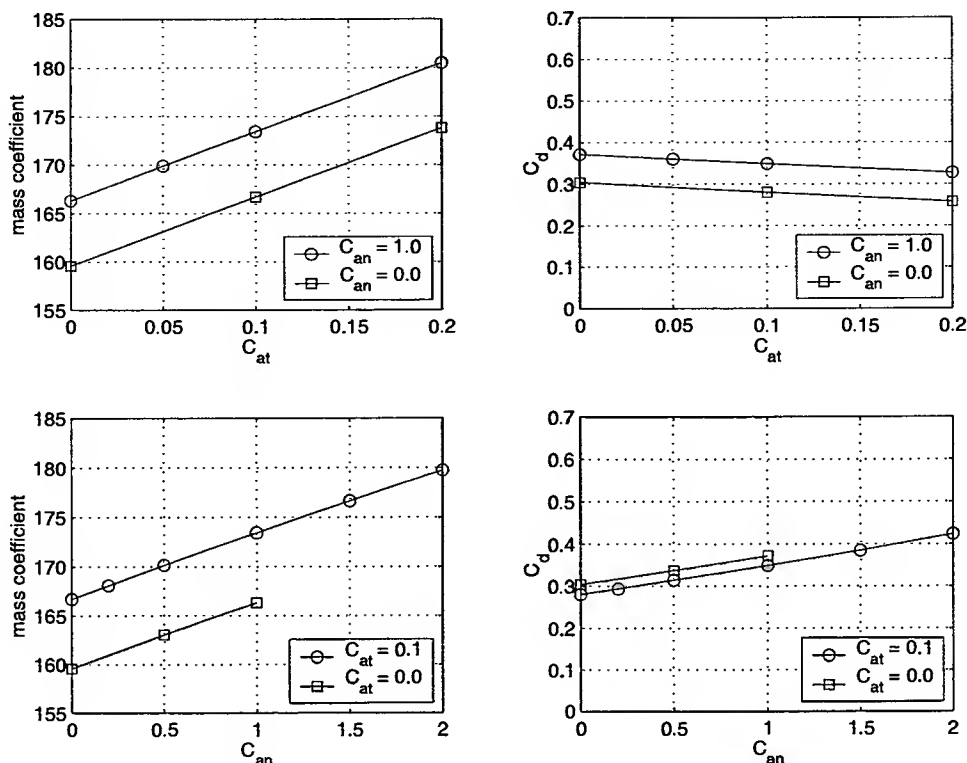 185
180
175
170
165
160
155
mass coefficient
0 0.05 0.1 0.15 0.2
C_at
C_an = 1.0
C_an = 0.0
0.7
0.6
0.5
0.4
0.3
0.2
0.1
0
C_d
0 0.05 0.1 0.15 0.2
C_at
C_an = 1.0
C_an = 0.0
185
180
175
170
165
160
155
mass coefficient
0 0.5 1 1.5 2
C_an
C_at = 0.1
C_at = 0.0
0.7
0.6
0.5
0.4
0.3
0.2
0.1
0
C_d
0 0.5 1 1.5 2
C_an
C_at = 0.1
C_at = 0.0